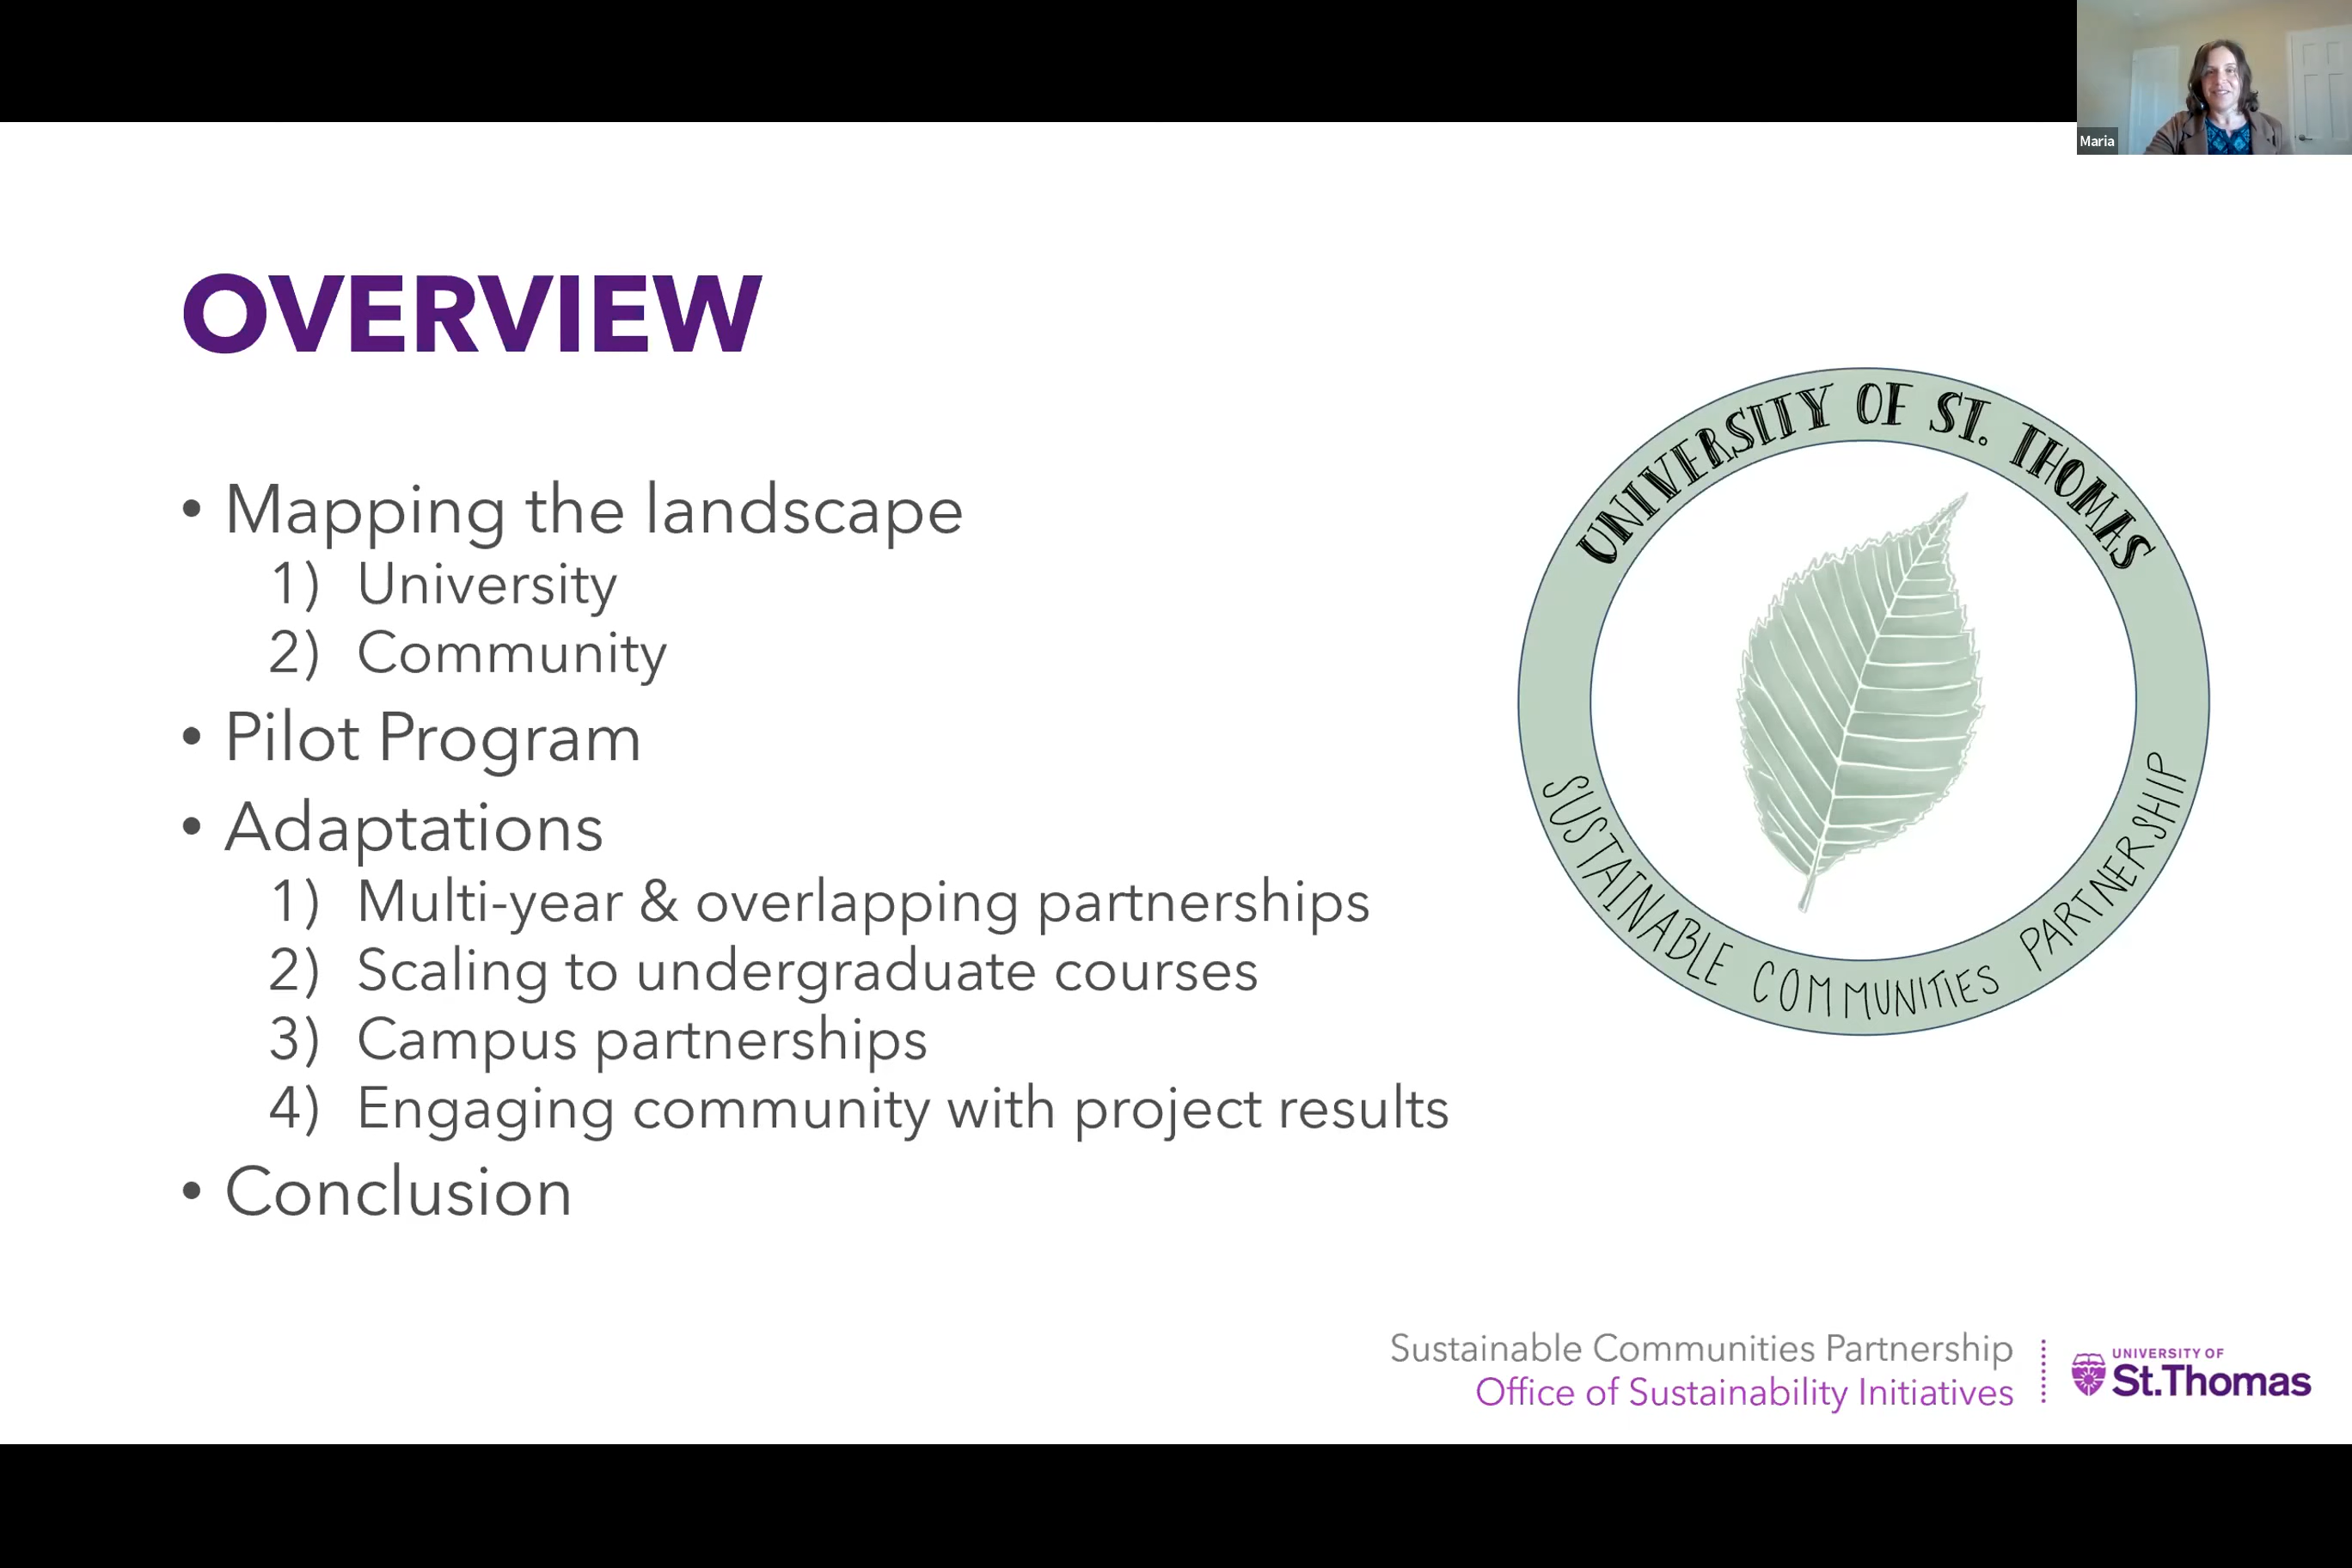 Maria
OVERVIEW
• Mapping the landscape
1) University
2) Community
• Pilot Program
• Adaptations
1) Multi-year & overlapping partnerships
2) Scaling to undergraduate courses
3) Campus partnerships
4) Engaging community with project results
• Conclusion
UNIVERSITY OF ST. THOMAS
SUSTAINABLE COMMUNITIES PARTNERSHIP
Sustainable Communities Partnership
Office of Sustainability Initiatives
UNIVERSITY OF
St.Thomas